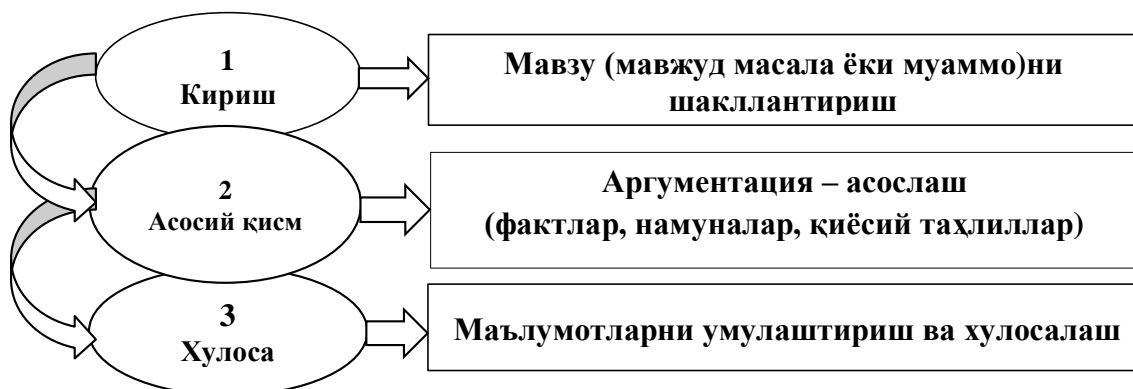 1
Кириш
Мавзу (мавжуд масала ёки муаммо)ни
шакллантириш
2
Асосий қисм
Аргументация – асослаш
(фактлар, намуналар, қиёсий таҳлиллар)
3
Хулоса
Маълумотларни умулаштириш ва хулосалаш